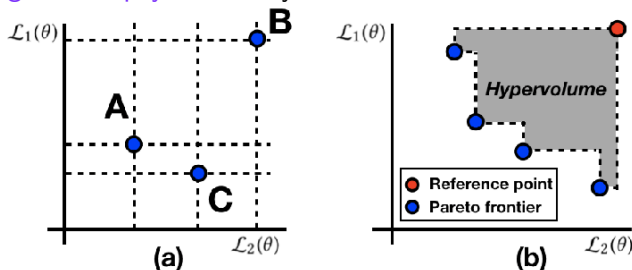 ℒ₁(θ)
B
A
C
ℒ₂(θ)
(a)
ℒ₁(θ)
Hypervolume
Reference point
Pareto frontier
ℒ₂(θ)
(b)